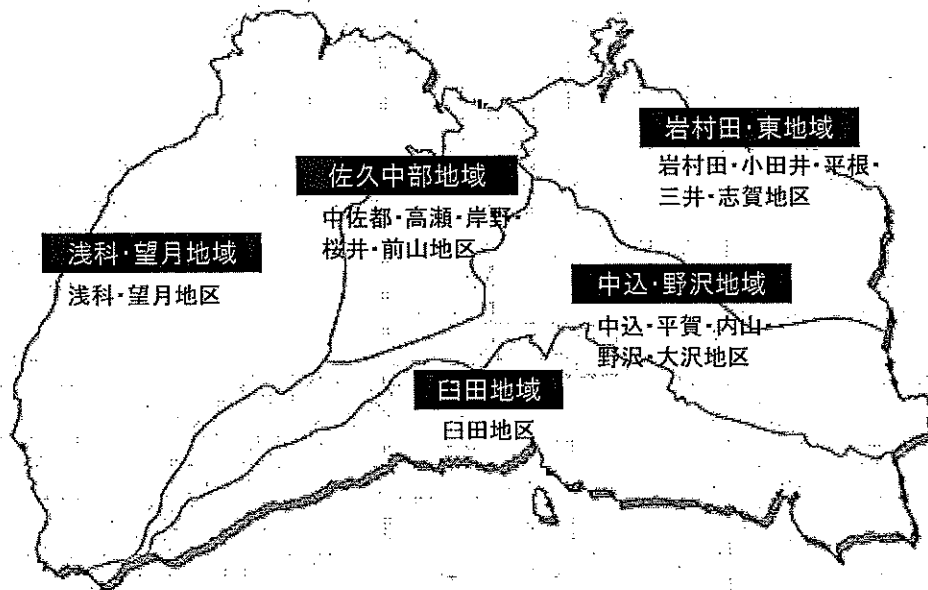 岩村田・東地域
岩村田・小田井・平根・
三井・志賀地区
佐久中部地域
中佐都・高瀬・岸野・
桜井・前山地区
浅科・望月地域
浅科・望月地区
中込・野沢地域
中込・平賀・内山・
野沢・大沢地区
臼田地域
臼田地区